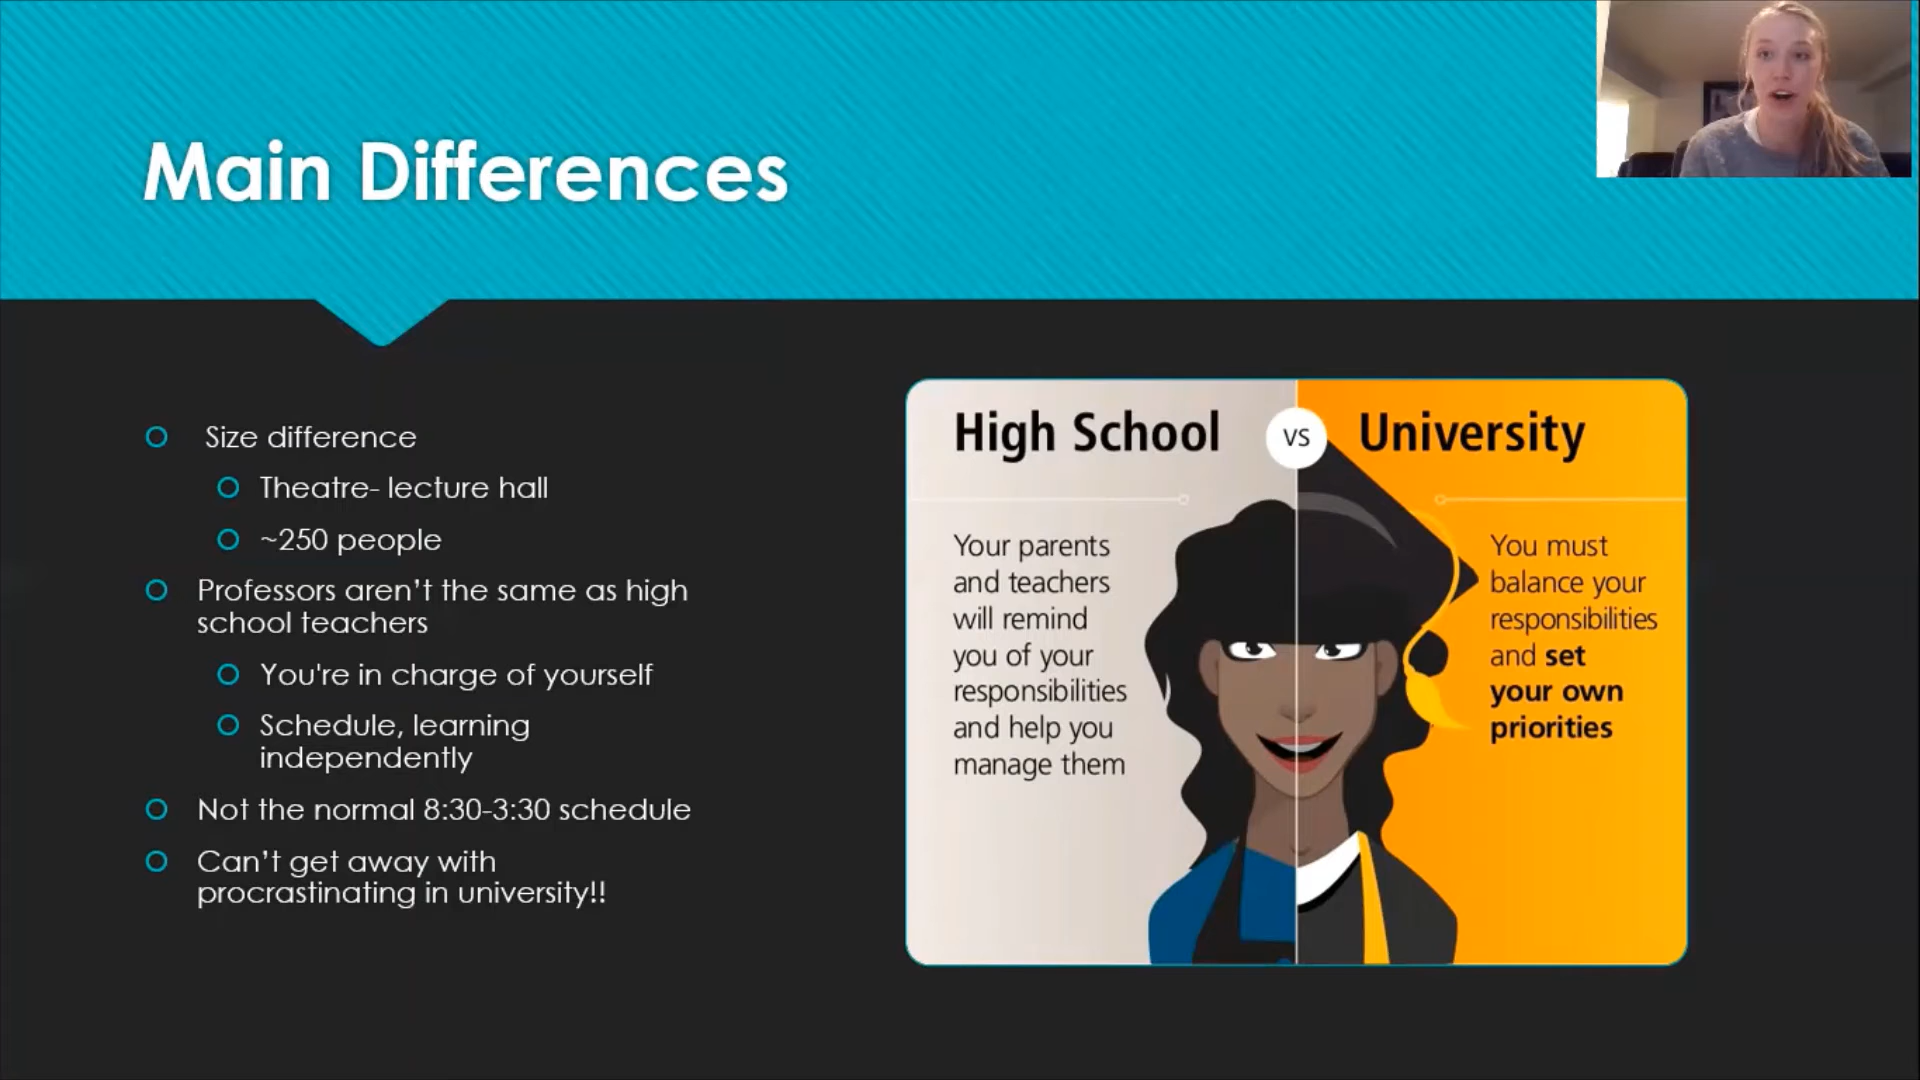 Main Differences
Size difference
Theatre- lecture hall
~250 people
Professors aren't the same as high
school teachers
You're in charge of yourself
Schedule, learning
independently
Not the normal 8:30-3:30 schedule
Can't get away with
procrastinating in university!!
High School
VS
University
Your parents
and teachers
will remind
you of your
responsibilities
and help you
manage them
You must
balance your
responsibilities
and set
your own
priorities